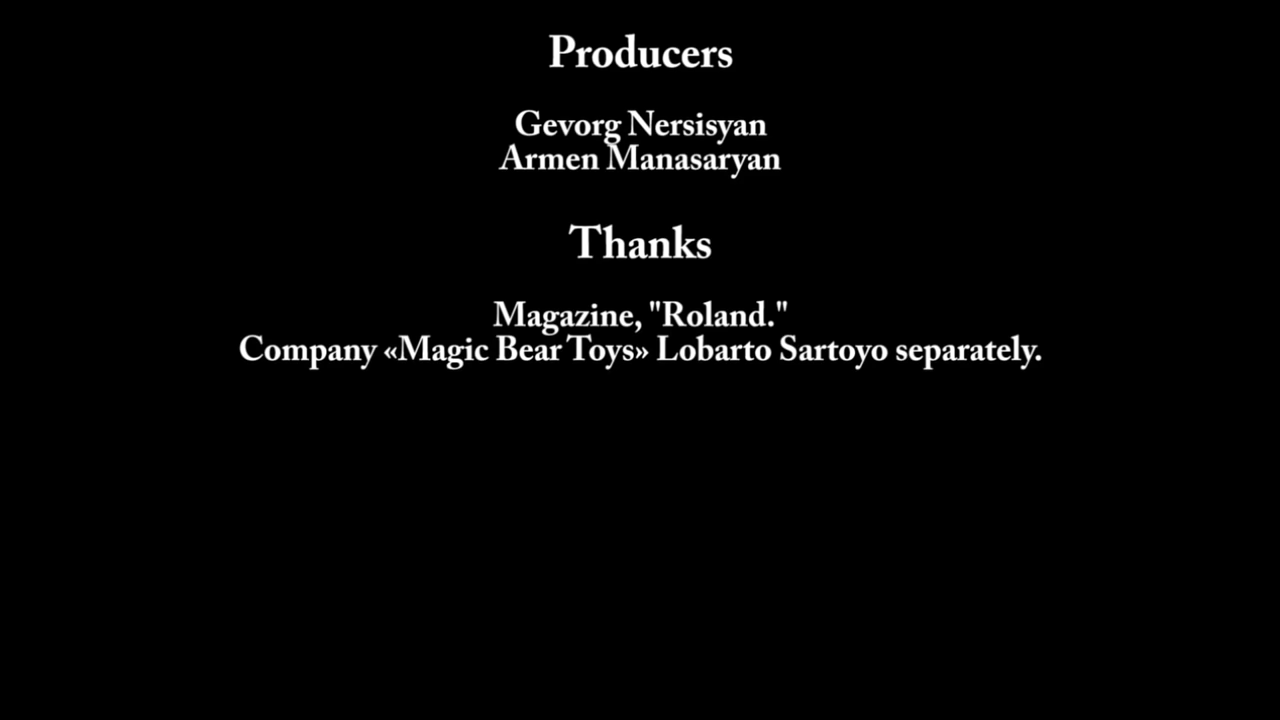 Producers
Gevorg Nersisyan
Armen Manasaryan
Thanks
Magazine, "Roland."
Company «Magic Bear Toys» Lobarto Sartoyo separately.